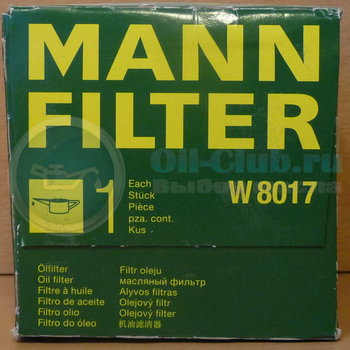 MANN
FILTER
Oil-Club.ru
1
Each
Stück
Pièce
pza. cont.
Kus
W 8017
Ölfilter
Oil filter
Filtre à huile
Filtro de aceite
Filtro olio
Filtro do óleo
Filtr oleju
масляный фильтр
Alyvos filtras
Olejový filtr
Olejový filter
机油滤清器